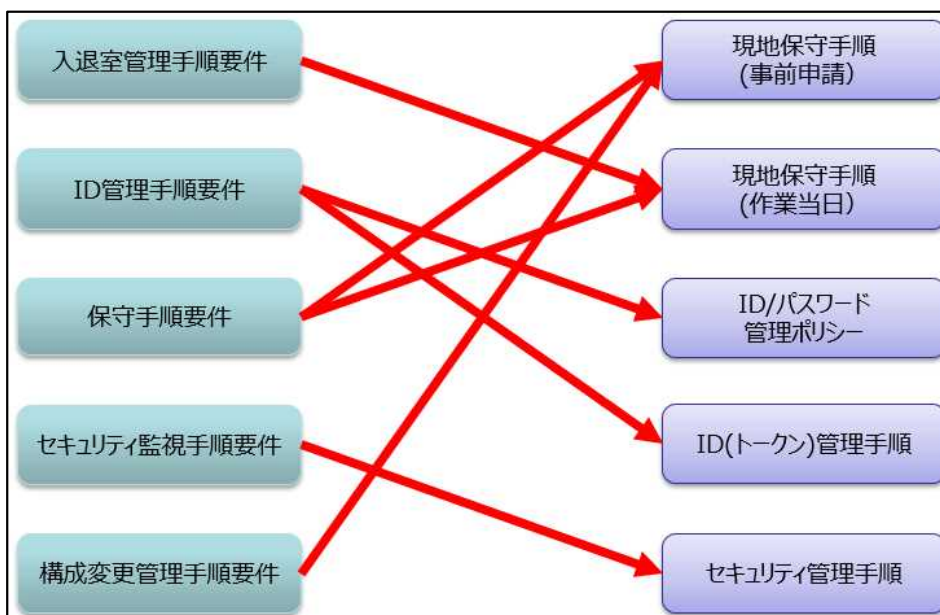 入退室管理手順要件
ID管理手順要件
保守手順要件
セキュリティ監視手順要件
構成変更管理手順要件
現地保守手順
(事前申請)
現地保守手順
(作業当日)
ID/パスワード
管理ポリシー
ID(トークン)管理手順
セキュリティ管理手順